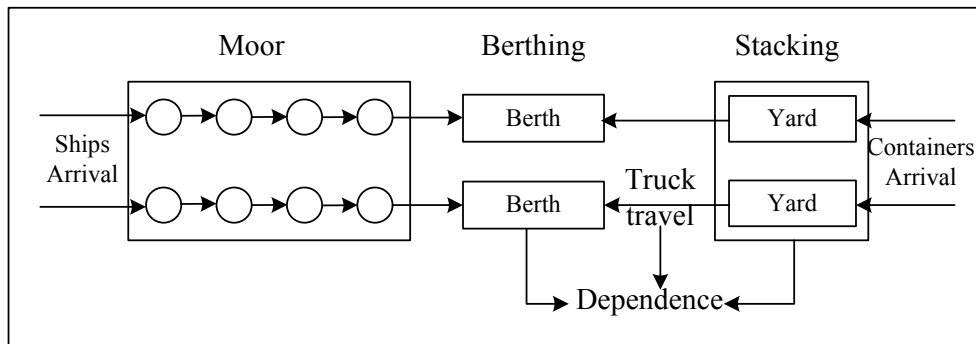 Moor
Berthing
Stacking
Ships
Arrival
Berth
Yard
Containers
Arrival
Berth
Truck
travel
Yard
Dependence